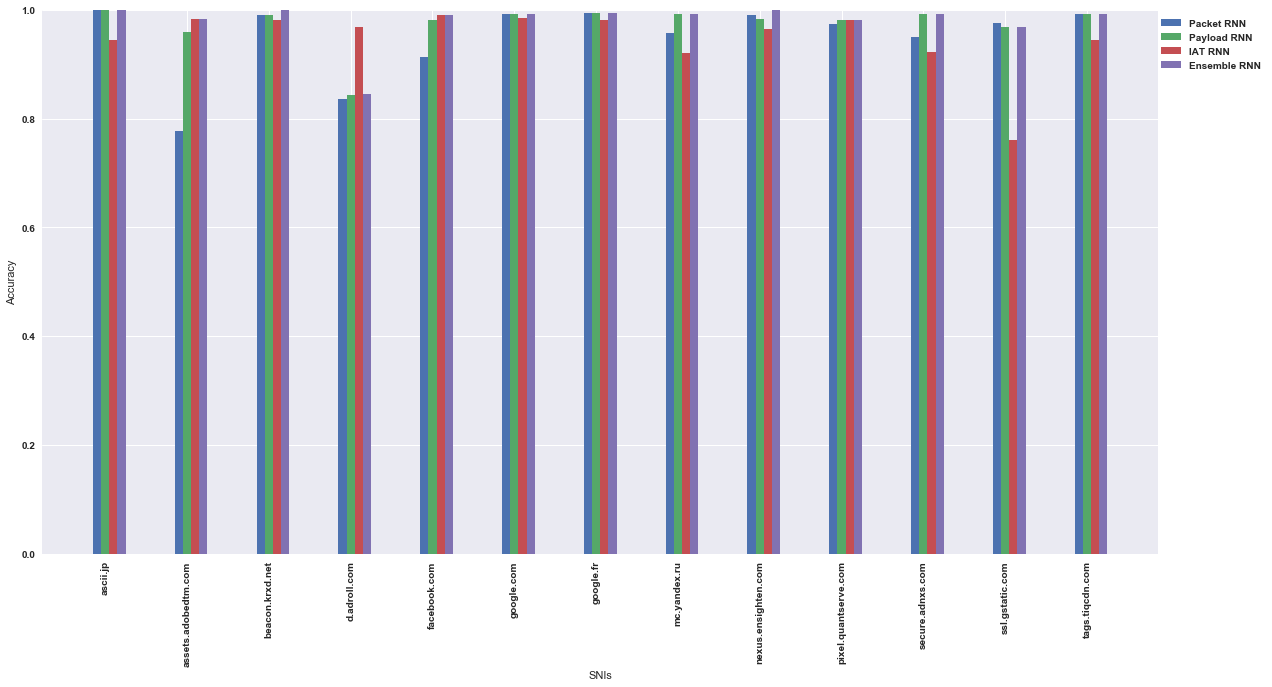 1.0
0.8
0.6
0.4
0.2
0.0
Accuracy
ascii.jp
assets.adobedtm.com
beacon.krxd.net
d.adroll.com
facebook.com
google.com
google.fr
mc.yandex.ru
nexus.ensighten.com
pixel.quantserve.com
secure.adnxs.com
ssl.gstatic.com
tags.tiqcdn.com
SNIs
Packet RNN
Payload RNN
IAT RNN
Ensemble RNN